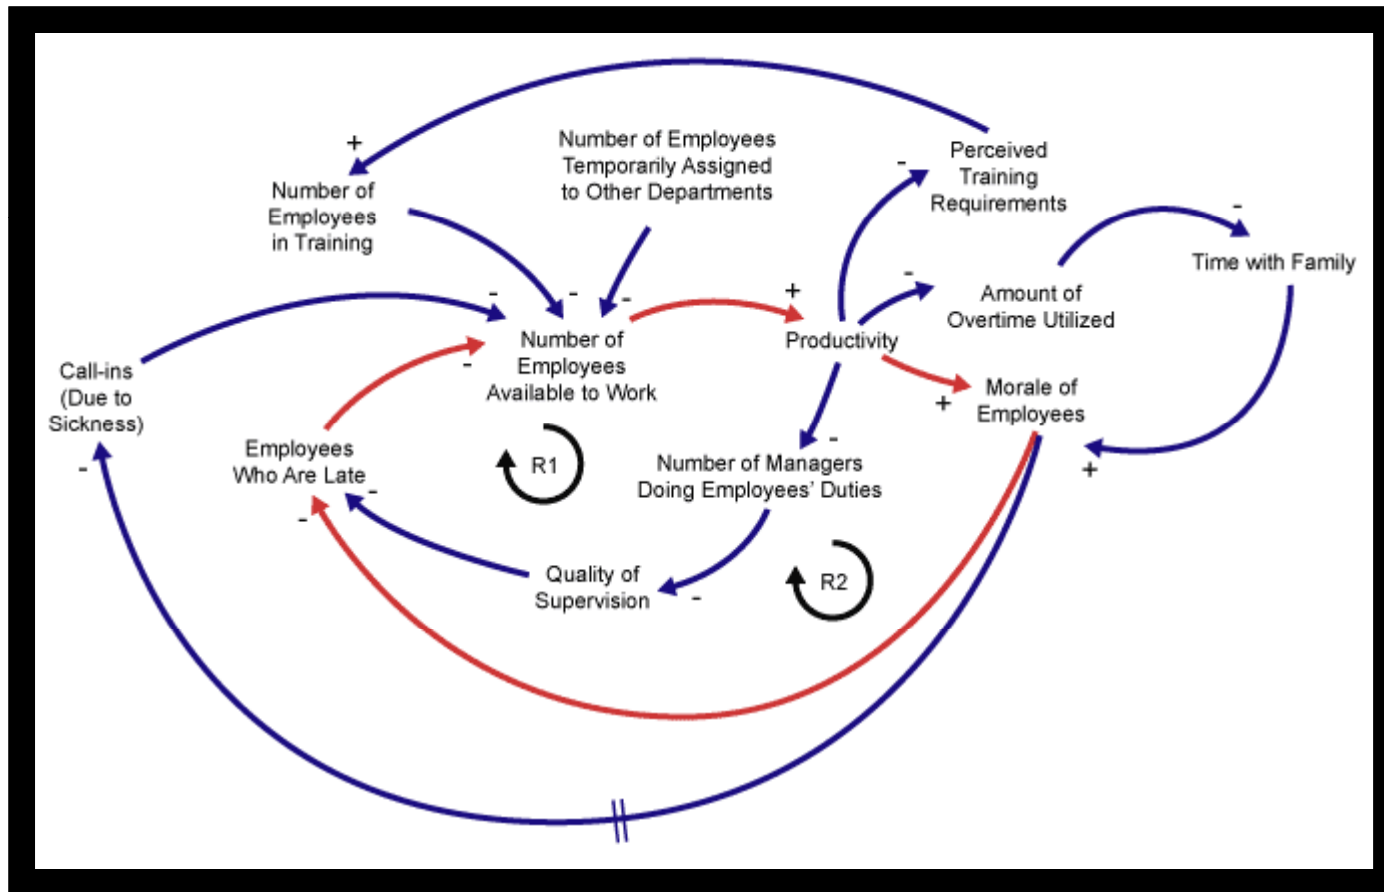 +
Number of Employees
Temporarily Assigned
to Other Departments
-
Perceived
Training
Requirements
Number of
Employees
in Training
-
Time with Family
-
Amount of
Overtime Utilized
-
-
-
+
Number of
Employees
Available to Work
Productivity
-
Call-ins
(Due to
Sickness)
-
+
Morale of
Employees
+
Employees
Who Are Late
-
-
R1
-
Number of Managers
Doing Employees' Duties
Quality of
Supervision
-
R2